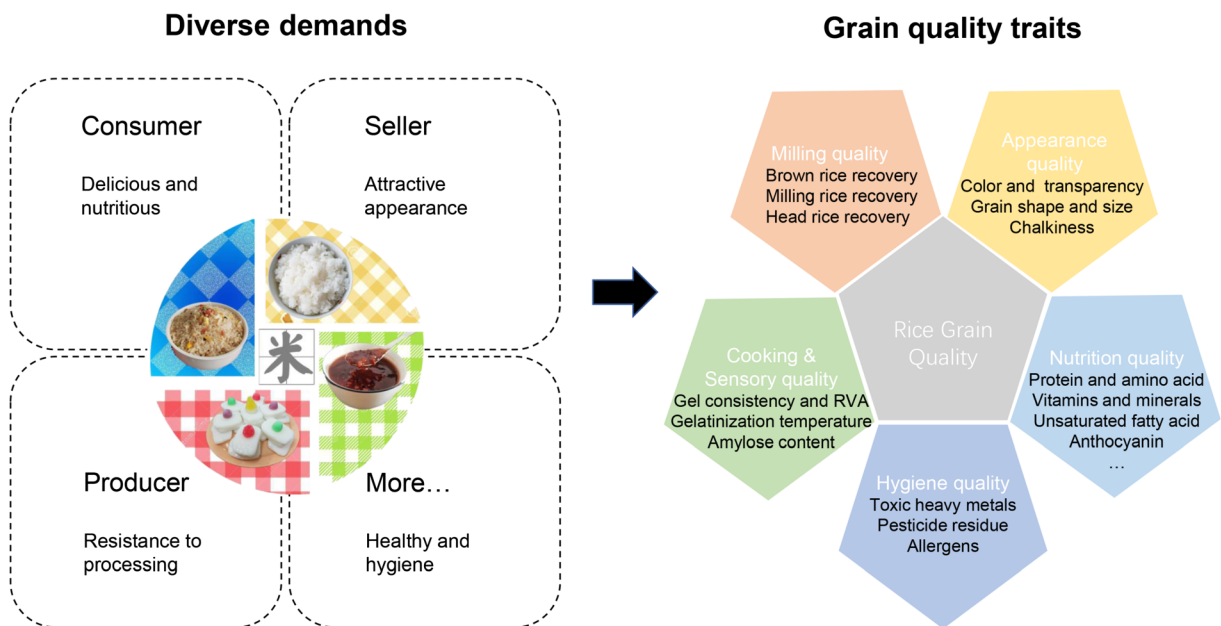 Diverse demands
Consumer
Delicious and
nutritious
Seller
Attractive
appearance
米
Producer
Resistance to
processing
More…
Healthy and
hygiene
Grain quality traits
Milling quality
Brown rice recovery
Milling rice recovery
Head rice recovery
Appearance
quality
Color and transparency
Grain shape and size
Chalkiness
Rice Grain
Quality
Cooking &
Sensory quality
Gel consistency and RVA
Gelatinization temperature
Amylose content
Nutrition quality
Protein and amino acid
Vitamins and minerals
Unsaturated fatty acid
Anthocyanin
…
Hygiene quality
Toxic heavy metals
Pesticide residue
Allergens